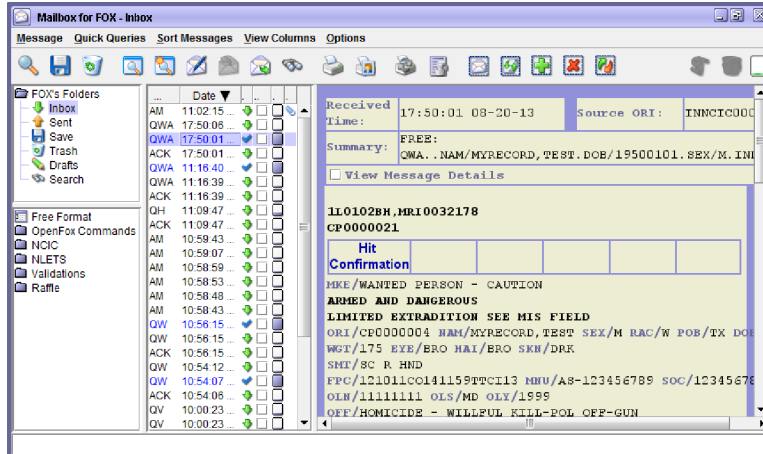 Mailbox for FOX - Inbox
Message Quick Queries Sort Messages View Columns Options
FOX's Folders
Inbox
Sent
Save
Trash
Drafts
Search
Free Format
OpenFox Commands
NCIC
NLETS
Validations
Raffle
... Date ▼ . .. . .
AM 11:02:15 ...
QWA 17:50:06 ...
QWA 17:50:01 ...
ACK 17:50:01 ...
QWA 11:16:40 ...
QWA 11:16:39 ...
ACK 11:16:39 ...
QH 11:09:47 ...
ACK 11:09:47 ...
AM 10:59:43 ...
AM 10:59:07 ...
AM 10:58:59 ...
AM 10:58:53 ...
AM 10:58:48 ...
AM 10:58:43 ...
QW 10:56:15 ...
QW 10:56:15 ...
ACK 10:56:15 ...
QW 10:54:12 ...
QW 10:54:07 ...
ACK 10:54:06 ...
QV 10:00:23 ...
QV 10:00:23 ...
Received Time: 17:50:01 08-20-13 Source ORI: INNCIC000
Summary: FREE:
QWA..NAM/MYRECORD,TEST.DOB/19500101.SEX/M.IN
View Message Details
1L0102BH,MRI0032178
CP0000021
Hit
Confirmation
MKE/WANTED PERSON - CAUTION
ARMED AND DANGEROUS
LIMITED EXTRADITION SEE MIS FIELD
ORI/CP0000004 NAM/MYRECORD,TEST SEX/M RAC/W POB/TX DO
WGT/175 EYE/BRO HAI/BRO SKN/DRK
SMT/SC R HND
FPC/121011CO141159TTCI13 MNU/AS-123456789 SOC/12345678
OLN/11111111 OLS/MD OLY/1999
OFF/HOMICIDE - WILLFUL KILL-POL OFF-GUN